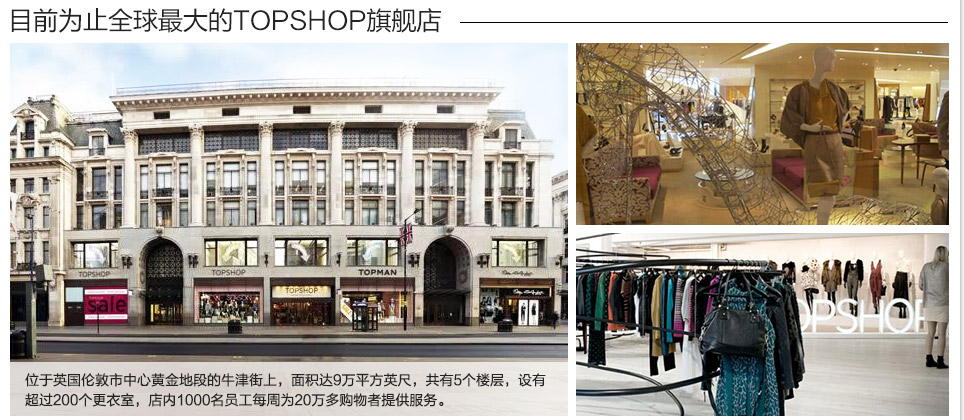 目前为止全球最大的TOPSHOP旗舰店
TOPSHOP
TOPSHOP
TOPMAN
sale
TOPSHOP
TOPSHOP
位于英国伦敦市中心黄金地段的牛津街上，面积达9万平方英尺，共有5个楼层，设有
超过200个更衣室，店内1000名员工每周为20万多购物者提供服务。